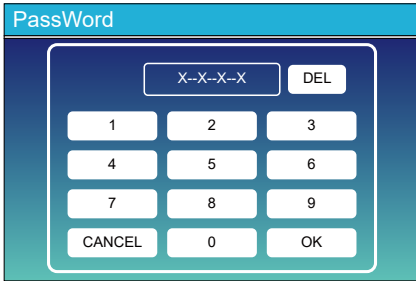 PassWord
X--X--X--X DEL
1 2 3
4 5 6
7 8 9
CANCEL 0 OK